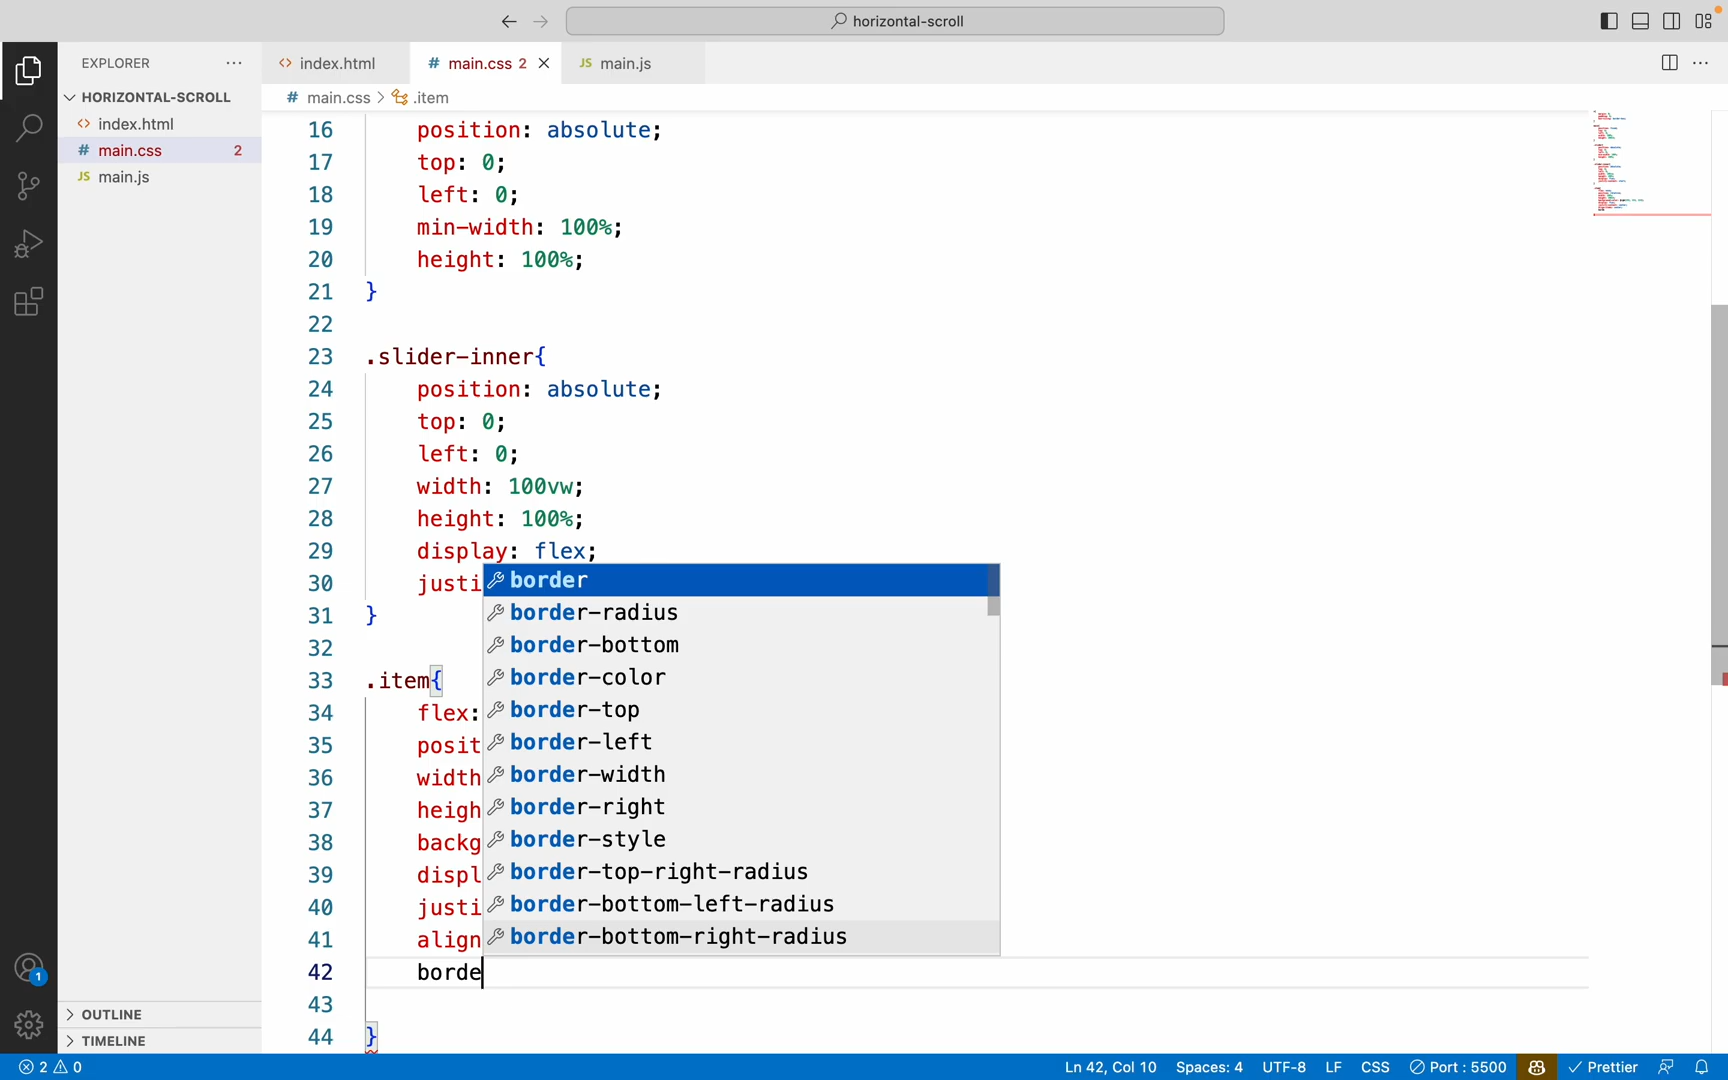 horizontal-scroll
EXPLORER
index.html
main.css 2
main.js
HORIZONTAL-SCROLL
index.html
main.css 2
main.js
main.css > .item
16 position: absolute;
17 top: 0;
18 left: 0;
19 min-width: 100%;
20 height: 100%;
21 }
22
23 .slider-inner{
24 position: absolute;
25 top: 0;
26 left: 0;
27 width: 100vw;
28 height: 100%;
29 display: flex;
30 justi
31 }
32
33 .item{
34 flex:
35 posit
36 width
37 heigh
38 backg
39 displ
40 justi
41 align
42 borde
43
44 }
border
border-radius
border-bottom
border-color
border-top
border-left
border-width
border-right
border-style
border-top-right-radius
border-bottom-left-radius
border-bottom-right-radius
1
OUTLINE
TIMELINE
2 0
Ln 42, Col 10 Spaces: 4 UTF-8 LF CSS Port : 5500 Prettier